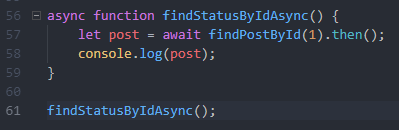 56 async function findStatusByIdAsync() {
57 let post = await findPostById(1).then();
58 console.log(post);
59 }
60
61 findStatusByIdAsync();